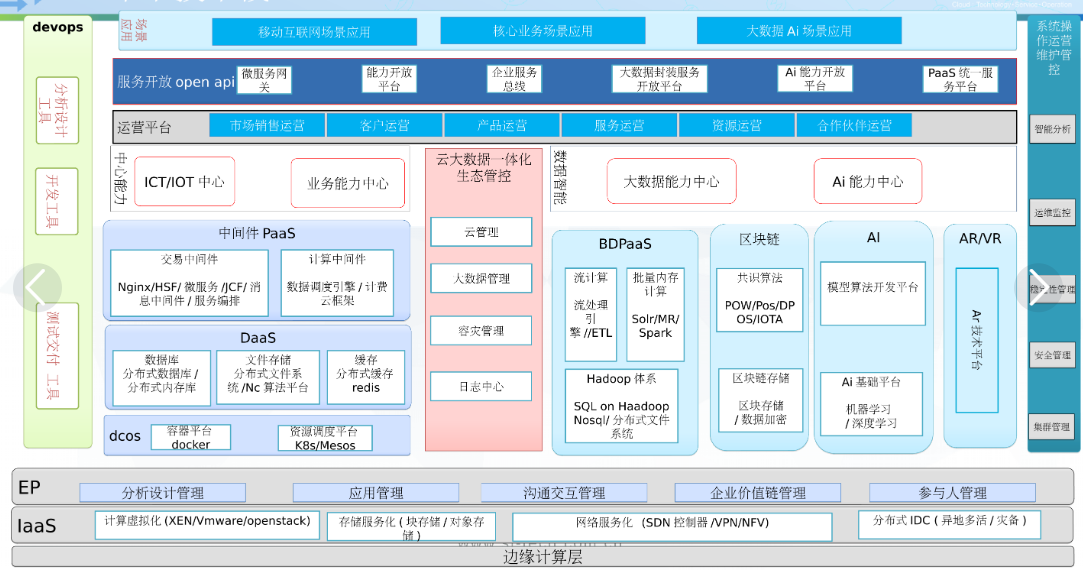 Cloud · Technology · Service · Operation
devops
分析设计
工具
开发工具
测试交付 工具
场景
应用
移动互联网场景应用
核心业务场景应用
大数据 Ai 场景应用
服务开放 open api
微服务网
关
能力开放
平台
企业服务
总线
大数据封装服务
开放平台
Ai 能力开放
平台
PaaS 统一服
务平台
运营平台
市场销售运营
客户运营
产品运营
服务运营
资源运营
合作伙伴运营
中心能力
ICT/IOT 中心
业务能力中心
云大数据一体化
生态管控
云管理
大数据管理
容灾管理
日志中心
数据智能
大数据能力中心
Ai 能力中心
中间件 PaaS
交易中间件
Nginx/HSF/ 微服务 /JCF/ 消
息中间件 / 服务编排
计算中间件
数据调度引擎 / 计费
云框架
DaaS
数据库
分布式数据库 /
分布式内存库
文件存储
分布式文件系
统 /Nc 算法平台
缓存
分布式缓存
redis
dcos
容器平台
docker
资源调度平台
K8s/Mesos
BDPaaS
流计算
流处理
引
擎 //ETL
批量内存
计算
Solr/MR/
Spark
Hadoop 体系
SQL on Haadoop
Nosql/ 分布式文件
系统
区块链
共识算法
POW/Pos/DP
OS/IOTA
区块链存储
区块存储
/ 数据加密
AI
模型算法开发平台
Ai 基础平台
机器学习
/ 深度学习
AR/VR
Ar 技术平台
系统操
作运营
维护管
控
智能分析
运维监控
稳定性管理
安全管理
集群管理
EP
分析设计管理
应用管理
沟通交互管理
企业价值链管理
参与人管理
IaaS
计算虚拟化 (XEN/Vmware/openstack)
存储服务化 ( 块存储 / 对象存
储 )
网络服务化 (SDN 控制器 /VPN/NFV)
分布式 IDC ( 异地多活 / 灾备 )
边缘计算层